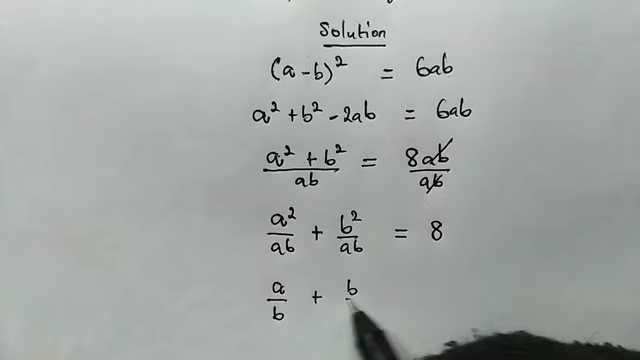 Solution
(a-b)² = 6ab
a² + b² - 2ab = 6ab
a² + b² / ab = 8ab / ab
a² / ab + b² / ab = 8
a / b + b